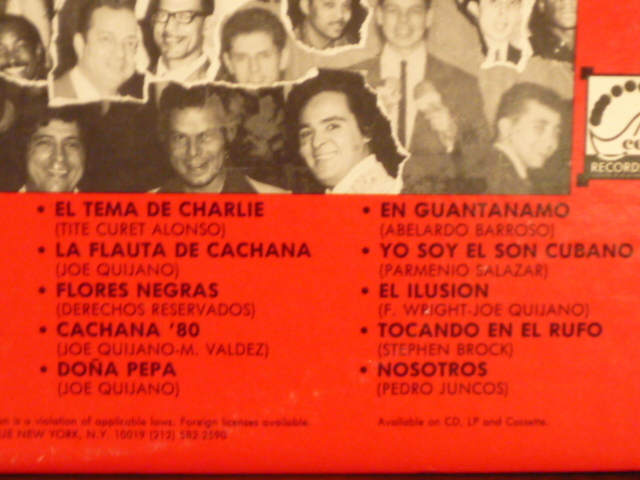 RECORD
• EL TEMA DE CHARLIE
(TITE CURET ALONSO)
• LA FLAUTA DE CACHANA
(JOE QUIJANO)
• FLORES NEGRAS
(DERECHOS RESERVADOS)
• CACHANA '80
(JOE QUIJANO-M. VALDEZ)
• DOÑA PEPA
(JOE QUIJANO)
• EN GUANTANAMO
(ABELARDO BARROSO)
• YO SOY EL SON CUBANO
(PARMENIO SALAZAR)
• EL ILUSION
(F. WRIGHT-JOE QUIJANO)
• TOCANDO EN EL RUFO
(STEPHEN BROCK)
• NOSOTROS
(PEDRO JUNCOS)
is a violation of applicable laws. Foreign licenses available.
NEW YORK, N.Y. 10019 (212) 582-2590
Available on CD, LP and Cassette.